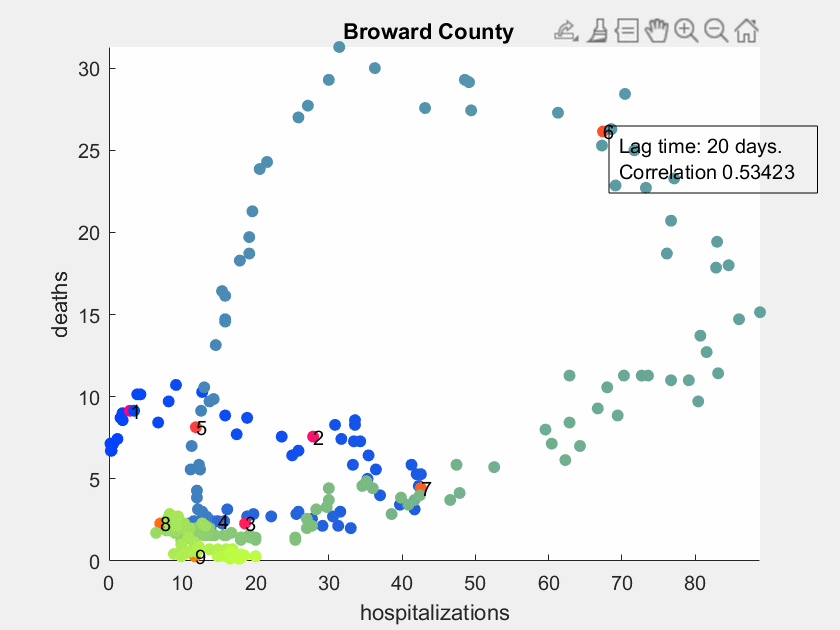 Broward County
30
25
20
15
10
5
0
deaths
6
Lag time: 20 days.
Correlation 0.53423
1
5
2
7
8
4
3
9
0 10 20 30 40 50 60 70 80
hospitalizations